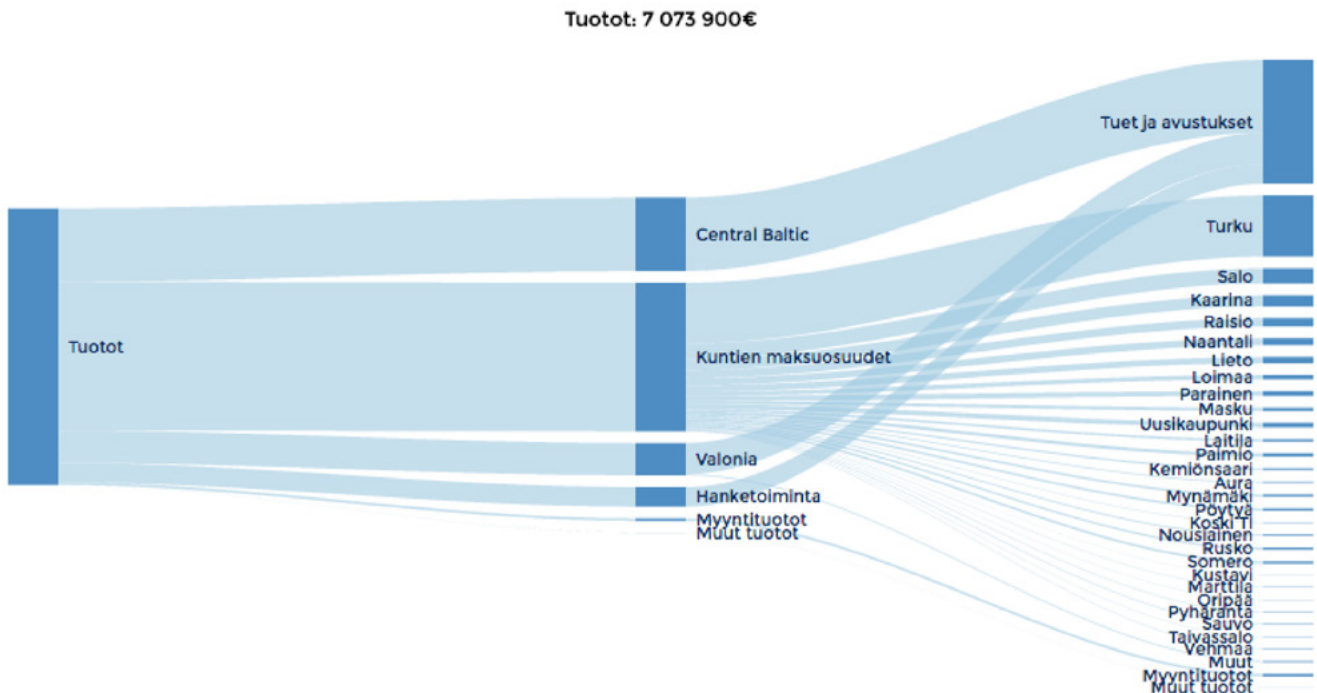 Tuotot: 7 073 900€
Tuotot
Central Baltic
Kuntien maksuosuudet
Valonia
Hanketoiminta
Myyntituotot
Muut tuotot
Tuet ja avustukset
Turku
Salo
Kaarina
Raisio
Naantali
Lieto
Loimaa
Parainen
Masku
Uusikaupunki
Laitila
Paimio
Kemiönsaari
Aura
Mynämäki
Pöytyä
Koski Tl
Nousiainen
Rusko
Somero
Kustavi
Marttila
Oripää
Pyhäranta
Sauvo
Taivassalo
Vehmaa
Muut
Myyntituotot
Muut tuotot